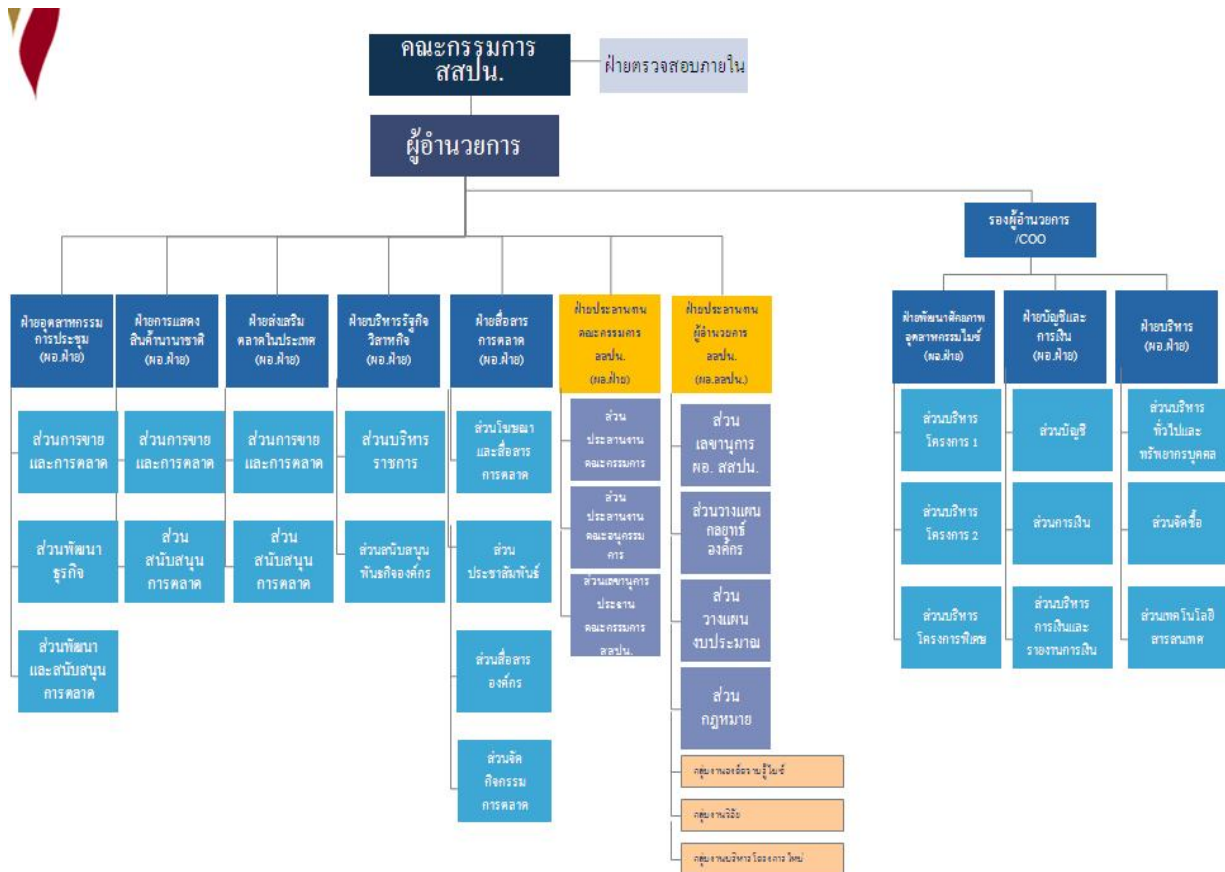 คณะกรรมการ
สสปน.
ฝ่ายตรวจสอบภายใน
ผู้อำนวยการ
รองผู้อำนวยการ
/COO
ฝ่ายอุตสาหกรรม
การประชุม
(ผอ.ฝ่าย)
ฝ่ายการแสดง
สินค้านานาชาติ
(ผอ.ฝ่าย)
ฝ่ายส่งเสริม
ตลาดในประเทศ
(ผอ.ฝ่าย)
ฝ่ายบริหารรัฐกิจ
วิสาหกิจ
(ผอ.ฝ่าย)
ฝ่ายสื่อสาร
การตลาด
(ผอ.ฝ่าย)
ฝ่ายประสานงาน
คณะกรรมการ
สสปน.
(ผอ.ฝ่าย)
ฝ่ายประสานงาน
ผู้อำนวยการ
สสปน.
(ผอ.สสปน.)
ฝ่ายพัฒนาศักยภาพ
อุตสาหกรรมไมซ์
(ผอ.ฝ่าย)
ฝ่ายบัญชีและ
การเงิน
(ผอ.ฝ่าย)
ฝ่ายบริหาร
(ผอ.ฝ่าย)
ส่วนการขาย
และการตลาด
ส่วนพัฒนา
ธุรกิจ
ส่วนพัฒนา
และสนับสนุน
การตลาด
ส่วนการขาย
และการตลาด
ส่วน
สนับสนุน
การตลาด
ส่วนการขาย
และการตลาด
ส่วน
สนับสนุน
การตลาด
ส่วนบริหาร
ราชการ
ส่วนสนับสนุน
พันธกิจองค์กร
ส่วนโฆษณา
และสื่อสาร
การตลาด
ส่วน
ประชาสัมพันธ์
ส่วนสื่อสาร
องค์กร
ส่วนจัด
กิจกรรม
การตลาด
ส่วน
ประสานงาน
คณะกรรมการ
ส่วน
ประสานงาน
คณะอนุกรรม
การ
ส่วนเลขานุการ
ประธาน
คณะกรรมการ
สสปน.
ส่วน
เลขานุการ
ผอ. สสปน.
ส่วนวางแผน
กลยุทธ์
องค์กร
ส่วน
วางแผน
งบประมาณ
ส่วน
กฎหมาย
กลุ่มงานองค์ความรู้ไมซ์
กลุ่มงานวิจัย
กลุ่มงานบริหารโครงการใหม่
ส่วนบริหาร
โครงการ 1
ส่วนบริหาร
โครงการ 2
ส่วนบริหาร
โครงการพิเศษ
ส่วนบัญชี
ส่วนการเงิน
ส่วนบริหาร
การเงินและ
รายงานการเงิน
ส่วนบริหาร
ทั่วไปและ
ทรัพยากรบุคคล
ส่วนจัดซื้อ
ส่วนเทคโนโลยี
สารสนเทศ